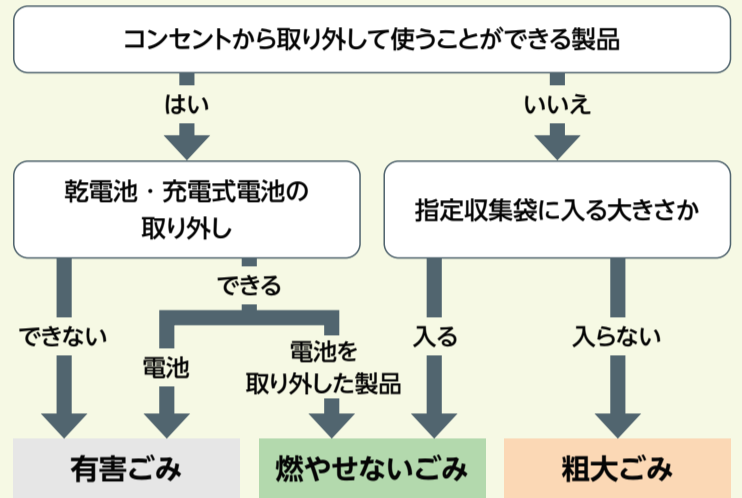 コンセントから取り外して使うことができる製品
はい
いいえ
乾電池・充電式電池の
取り外し
指定収集袋に入る大きさか
できる
できない
電池
電池を
取り外した製品
入る
入らない
有害ごみ
燃やせないごみ
粗大ごみ